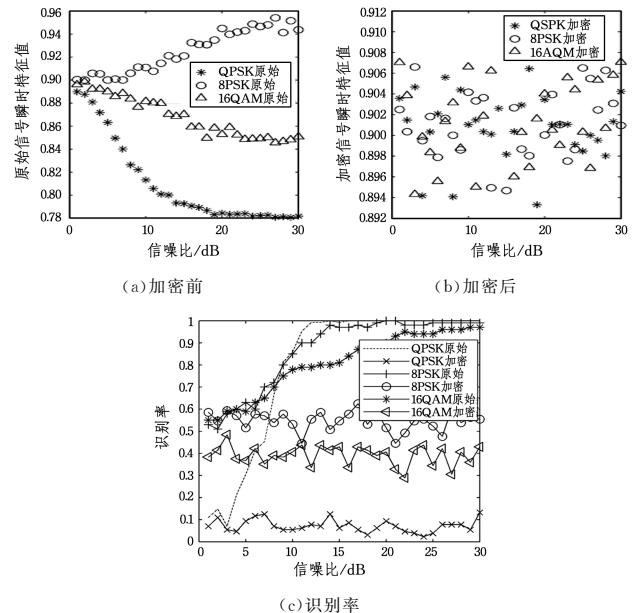 0.96
0.94
0.92
0.90
0.88
0.86
0.84
0.82
0.80
0.78
原始信号瞬时特征值
QPSK原始
8PSK原始
16QAM原始
0 10 20 30
信噪比/dB
(a)加密前
0.912
0.910
0.908
0.906
0.904
0.902
0.900
0.898
0.896
0.894
0.892
加密信号瞬时特征值
QSPK加密
8PSK加密
16AQM加密
0 10 20 30
信噪比/dB
(b)加密后
1
0.9
0.8
0.7
0.6
0.5
0.4
0.3
0.2
0.1
0
识别率
QPSK原始
QPSK加密
8PSK原始
8PSK加密
16QAM原始
16QAM加密
0 5 10 15 20 25 30
信噪比/dB
(c)识别率